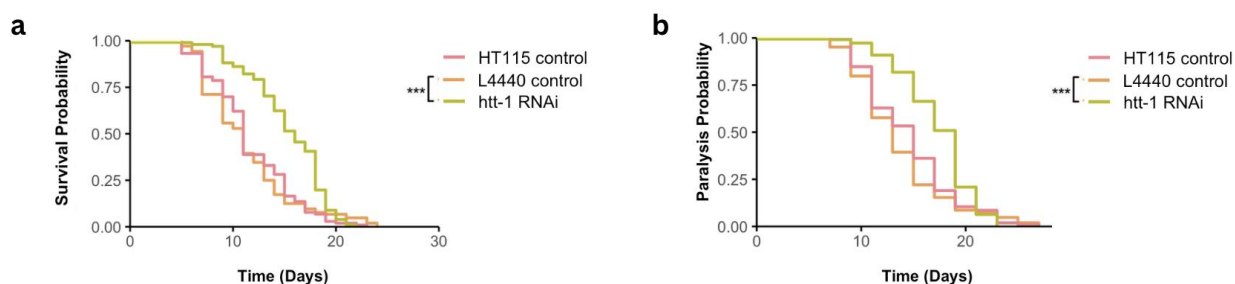 a
Survival Probability
1.00
0.75
0.50
0.25
0.00
0
10
20
30
Time (Days)
HT115 control
L4440 control
htt-1 RNAi
***
b
Paralysis Probability
1.00
0.75
0.50
0.25
0.00
0
10
20
Time (Days)
HT115 control
L4440 control
htt-1 RNAi
***